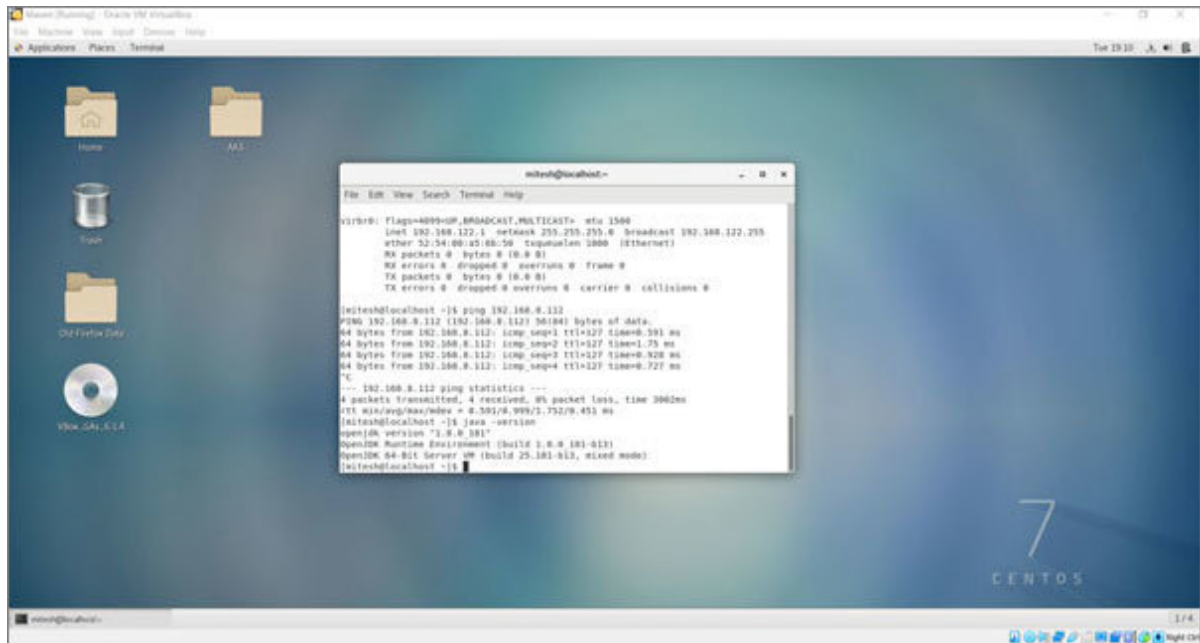 Maven [Running] - Oracle VM VirtualBox
File Machine View Input Devices Help
Applications Places Terminal
Tue 19:10
Home
AKS
Trash
Old Firefox Data
VBox_GAs_6.1.4
mitesh@localhost:~
File Edit View Search Terminal Help
virbr0: flags=4099<UP,BROADCAST,MULTICAST> mtu 1500
inet 192.168.122.1 netmask 255.255.255.0 broadcast 192.168.122.255
ether 52:54:00:a5:6b:50 txqueuelen 1000 (Ethernet)
RX packets 0 bytes 0 (0.0 B)
RX errors 0 dropped 0 overruns 0 frame 0
TX packets 0 bytes 0 (0.0 B)
TX errors 0 dropped 0 overruns 0 carrier 0 collisions 0
[mitesh@localhost ~]$ ping 192.168.0.112
PING 192.168.0.112 (192.168.0.112) 56(84) bytes of data.
64 bytes from 192.168.0.112: icmp_seq=1 ttl=127 time=0.591 ms
64 bytes from 192.168.0.112: icmp_seq=2 ttl=127 time=1.75 ms
64 bytes from 192.168.0.112: icmp_seq=3 ttl=127 time=0.928 ms
64 bytes from 192.168.0.112: icmp_seq=4 ttl=127 time=0.727 ms
^C
--- 192.168.0.112 ping statistics ---
4 packets transmitted, 4 received, 0% packet loss, time 3002ms
rtt min/avg/max/mdev = 0.591/0.999/1.752/0.451 ms
[mitesh@localhost ~]$ java -version
openjdk version "1.8.0_181"
OpenJDK Runtime Environment (build 1.8.0_181-b13)
OpenJDK 64-Bit Server VM (build 25.181-b13, mixed mode)
[mitesh@localhost ~]$
7
CENTOS
mitesh@localhost:~
1 / 4
Right Ctrl